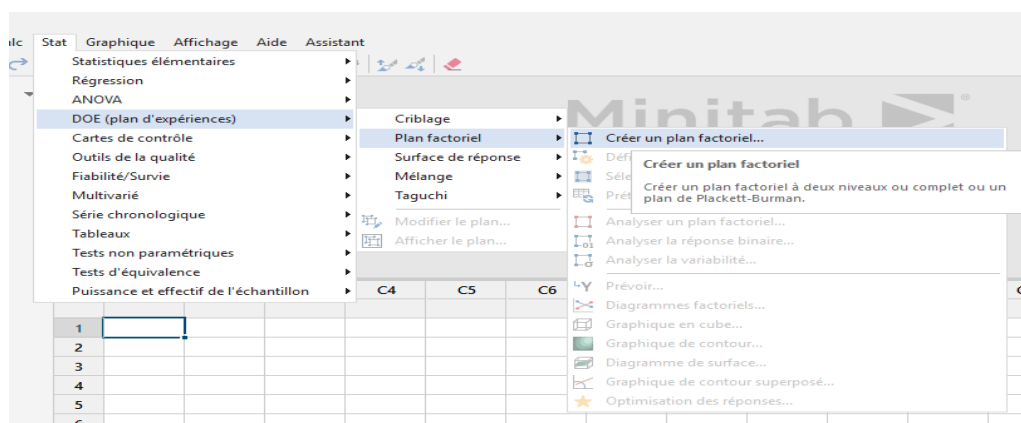 lc Stat Graphique Affichage Aide Assistant
Statistiques élémentaires
Régression
ANOVA
DOE (plan d'expériences)
Cartes de contrôle
Outils de la qualité
Fiabilité/Survie
Multivarié
Série chronologique
Tableaux
Tests non paramétriques
Tests d'équivalence
Puissance et effectif de l'échantillon
Criblage
Plan factoriel
Surface de réponse
Mélange
Taguchi
Modifier le plan...
Afficher le plan...
Minitab
Créer un plan factoriel...
Défi
Séle
Prét
Créer un plan factoriel
Créer un plan factoriel à deux niveaux ou complet ou un
plan de Plackett-Burman.
Analyser un plan factoriel...
Analyser la réponse binaire...
Analyser la variabilité...
Prévoir...
Diagrammes factoriels...
Graphique en cube...
Graphique de contour...
Diagramme de surface...
Graphique de contour superposé...
Optimisation des réponses...
C4 C5 C6
1
2
3
4
5